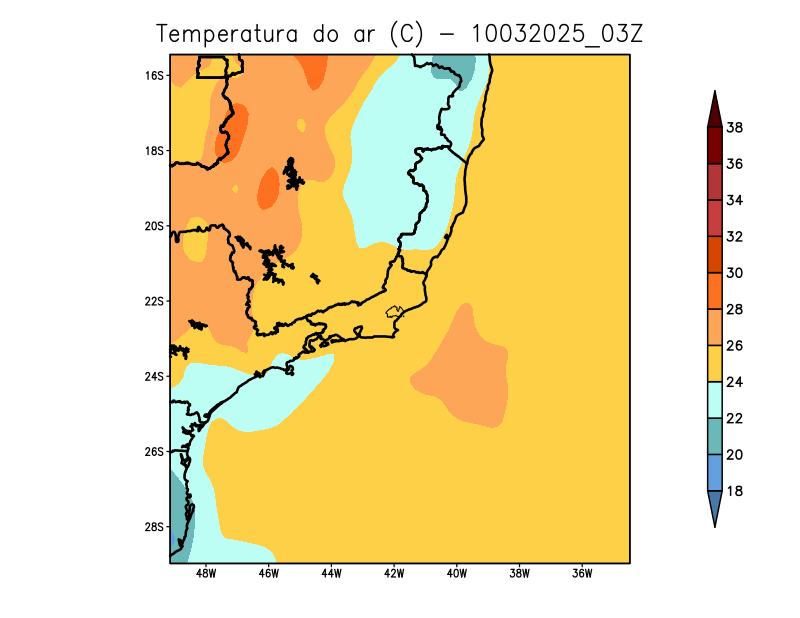 Temperatura do ar (C) – 10032025_03Z
16S
18S
20S
22S
24S
26S
28S
48W 46W 44W 42W 40W 38W 36W
38
36
34
32
30
28
26
24
22
20
18